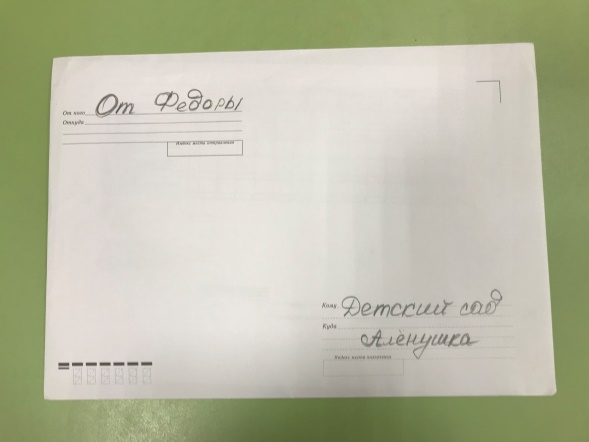 От кого От Федоры
Откуда
Индекс места отправления
Кому Детский сад
Куда
Алёнушка
Индекс места назначения